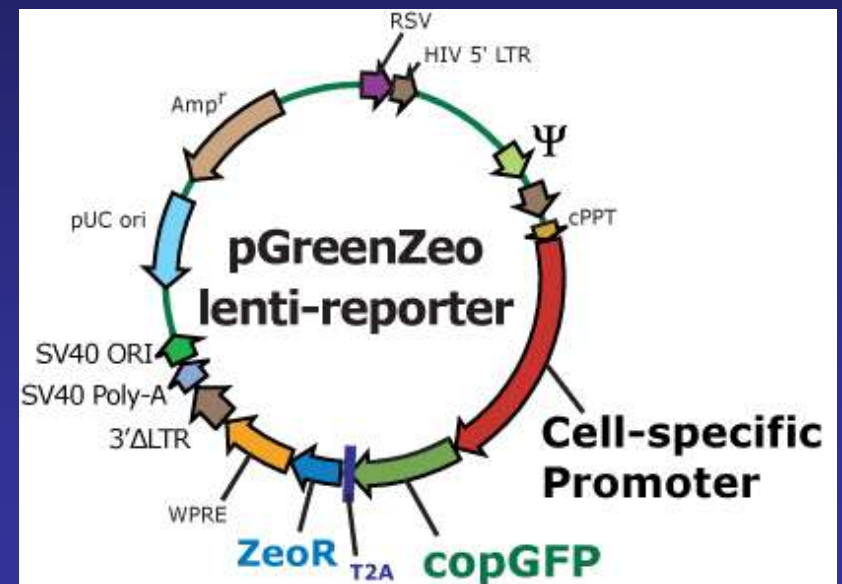 RSV
HIV 5' LTR
Ampʳ
Ψ
pUC ori
cPPT
pGreenZeo
lenti-reporter
SV40 ORI
SV40 Poly-A
3'ΔLTR
Cell-specific
Promoter
WPRE
ZeoR
T2A
copGFP